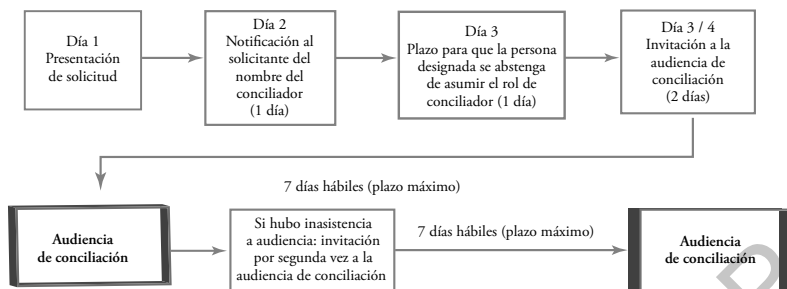 Día 1
Presentación
de solicitud
Día 2
Notificación al
solicitante del
nombre del
conciliador
(1 día)
Día 3
Plazo para que la persona
designada se abstenga
de asumir el rol de
conciliador (1 día)
Día 3 / 4
Invitación a la
audiencia de
conciliación
(2 días)
7 días hábiles (plazo máximo)
Audiencia
de conciliación
Si hubo inasistencia
a audiencia: invitación
por segunda vez a la
audiencia de conciliación
7 días hábiles (plazo máximo)
Audiencia
de conciliación